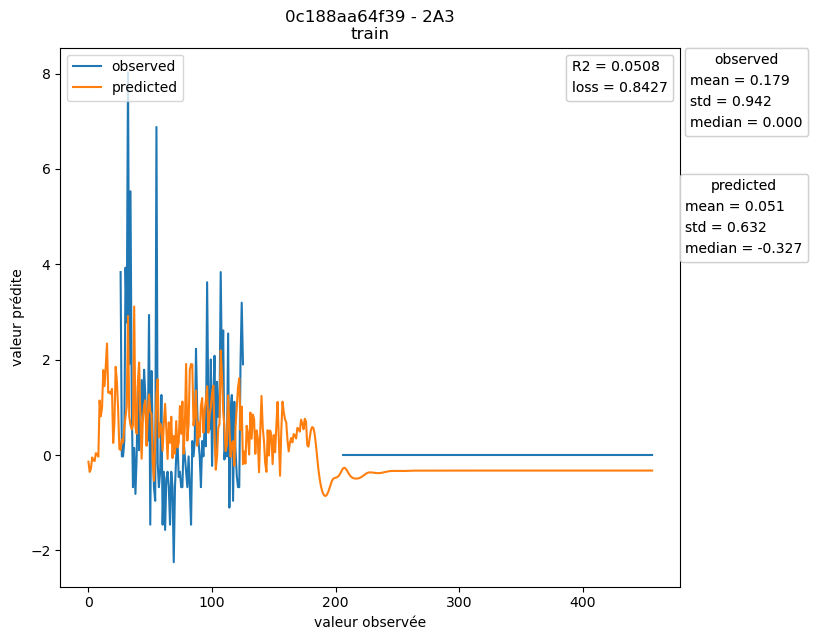 0c188aa64f39 - 2A3
train
observed
predicted
R2 = 0.0508
loss = 0.8427
observed
mean = 0.179
std = 0.942
median = 0.000
predicted
mean = 0.051
std = 0.632
median = -0.327
valeur prédite
8
6
4
2
0
−2
0 100 200 300 400
valeur observée